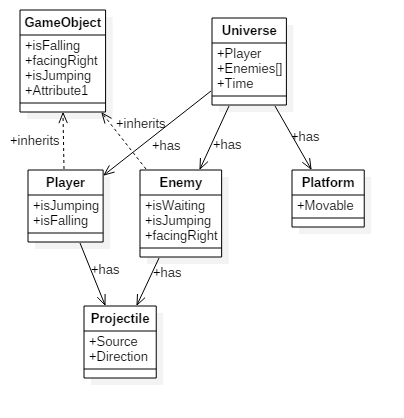 GameObject
+isFalling
+facingRight
+isJumping
+Attribute1
Universe
+Player
+Enemies[]
+Time
+inherits
+inherits
+has
+has
+has
Player
+isJumping
+isFalling
Enemy
+isWaiting
+isJumping
+facingRight
Platform
+Movable
+has
+has
Projectile
+Source
+Direction